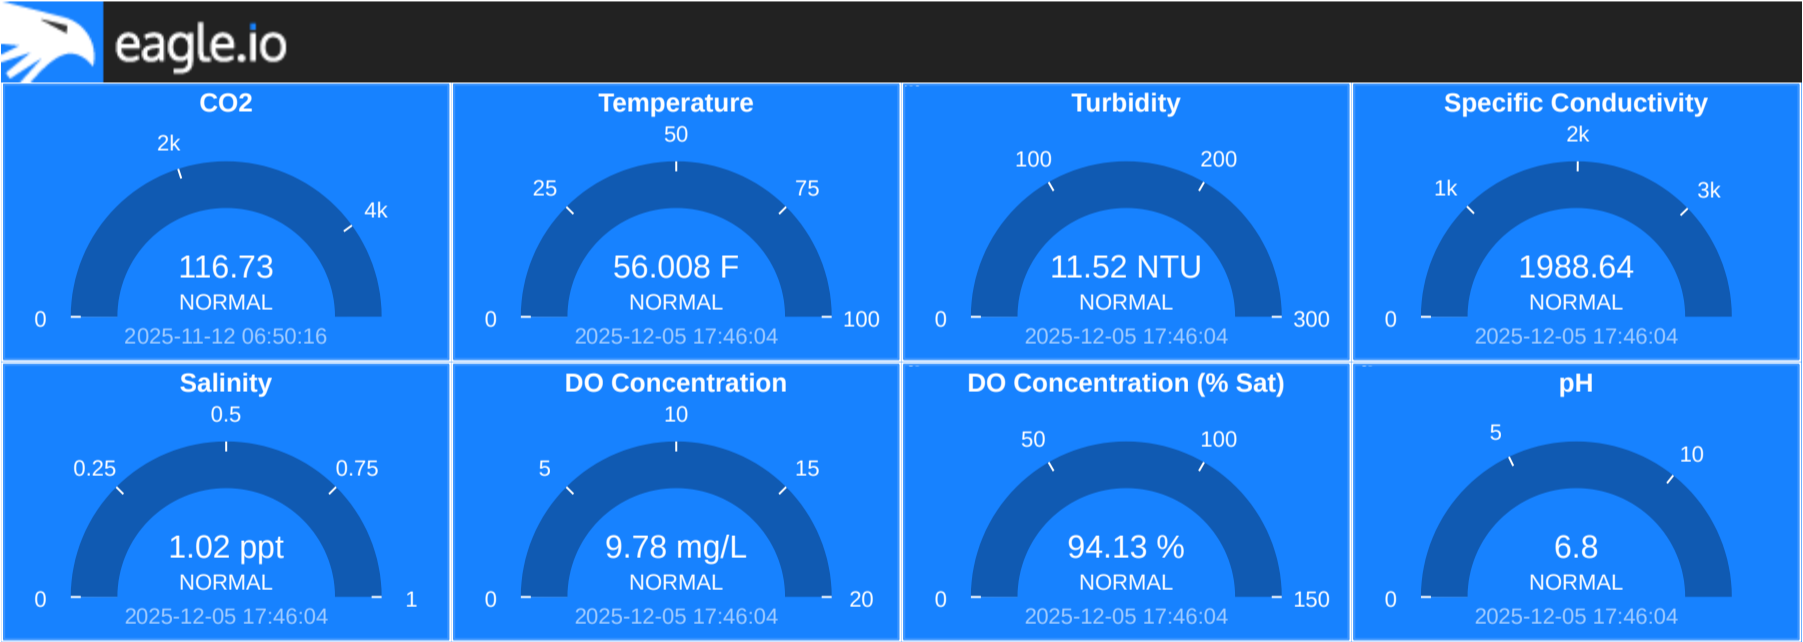 eagle.io
CO2
2k
4k
0
116.73
NORMAL
2025-11-12 06:50:16
Temperature
50
25
75
0
100
56.008 F
NORMAL
2025-12-05 17:46:04
Turbidity
100
200
0
300
11.52 NTU
NORMAL
2025-12-05 17:46:04
Specific Conductivity
2k
1k
3k
0
1988.64
NORMAL
2025-12-05 17:46:04
Salinity
0.5
0.25
0.75
0
1
1.02 ppt
NORMAL
2025-12-05 17:46:04
DO Concentration
10
5
15
0
20
9.78 mg/L
NORMAL
2025-12-05 17:46:04
DO Concentration (% Sat)
50
100
0
150
94.13 %
NORMAL
2025-12-05 17:46:04
pH
5
10
0
6.8
NORMAL
2025-12-05 17:46:04